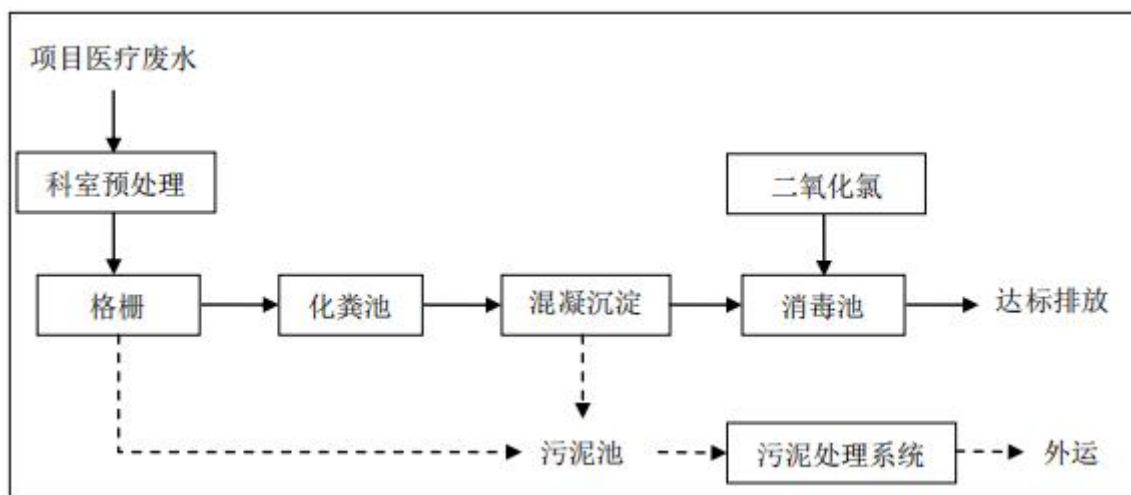 项目医疗废水
科室预处理
二氧化氯
格栅
化粪池
混凝沉淀
消毒池
达标排放
污泥池
污泥处理系统
外运